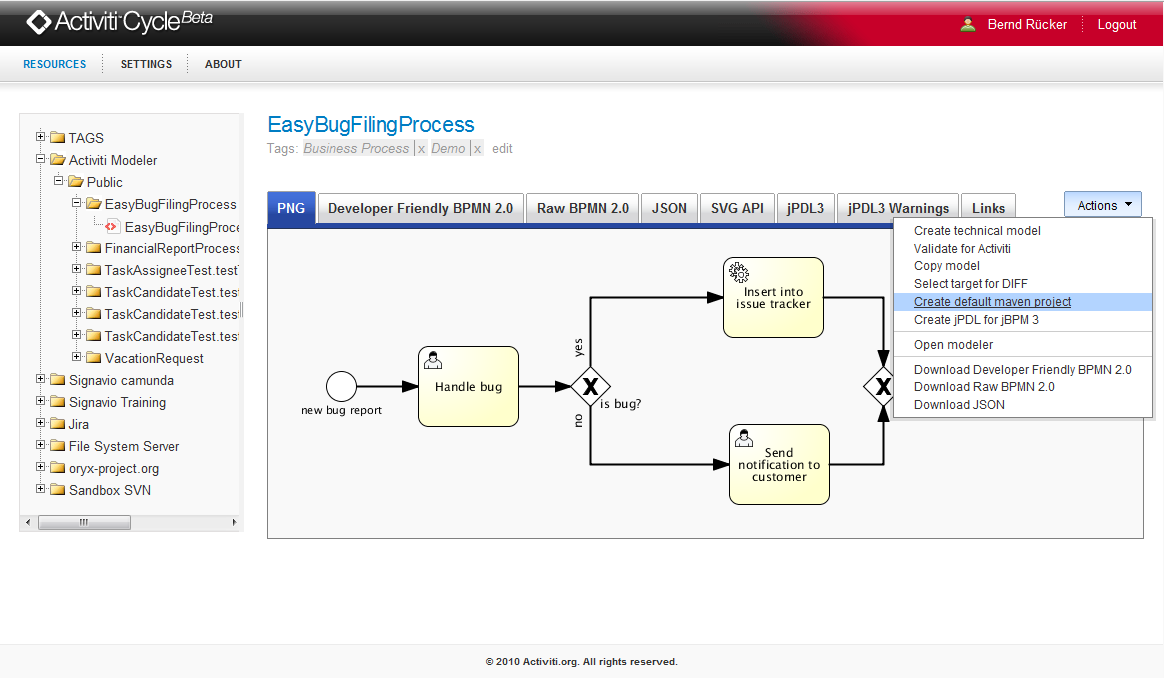 Activiti Cycle Beta
Bernd Rücker
Logout
RESOURCES
SETTINGS
ABOUT
TAGS
Activiti Modeler
Public
EasyBugFilingProcess
EasyBugFilingProce
FinancialReportProcess
TaskAssigneeTest.test
TaskCandidateTest.tes
TaskCandidateTest.tes
TaskCandidateTest.tes
VacationRequest
Signavio camunda
Signavio Training
Jira
File System Server
oryx-project.org
Sandbox SVN
EasyBugFilingProcess
Tags: Business Process | x Demo | x edit
PNG
Developer Friendly BPMN 2.0
Raw BPMN 2.0
JSON
SVG API
jPDL3
jPDL3 Warnings
Links
Actions
Create technical model
Validate for Activiti
Copy model
Select target for DIFF
Create default maven project
Create jPDL for jBPM 3
Open modeler
Download Developer Friendly BPMN 2.0
Download Raw BPMN 2.0
Download JSON
new bug report
Handle bug
yes
no
is bug?
Insert into
issue tracker
Send
notification to
customer
© 2010 Activiti.org. All rights reserved.